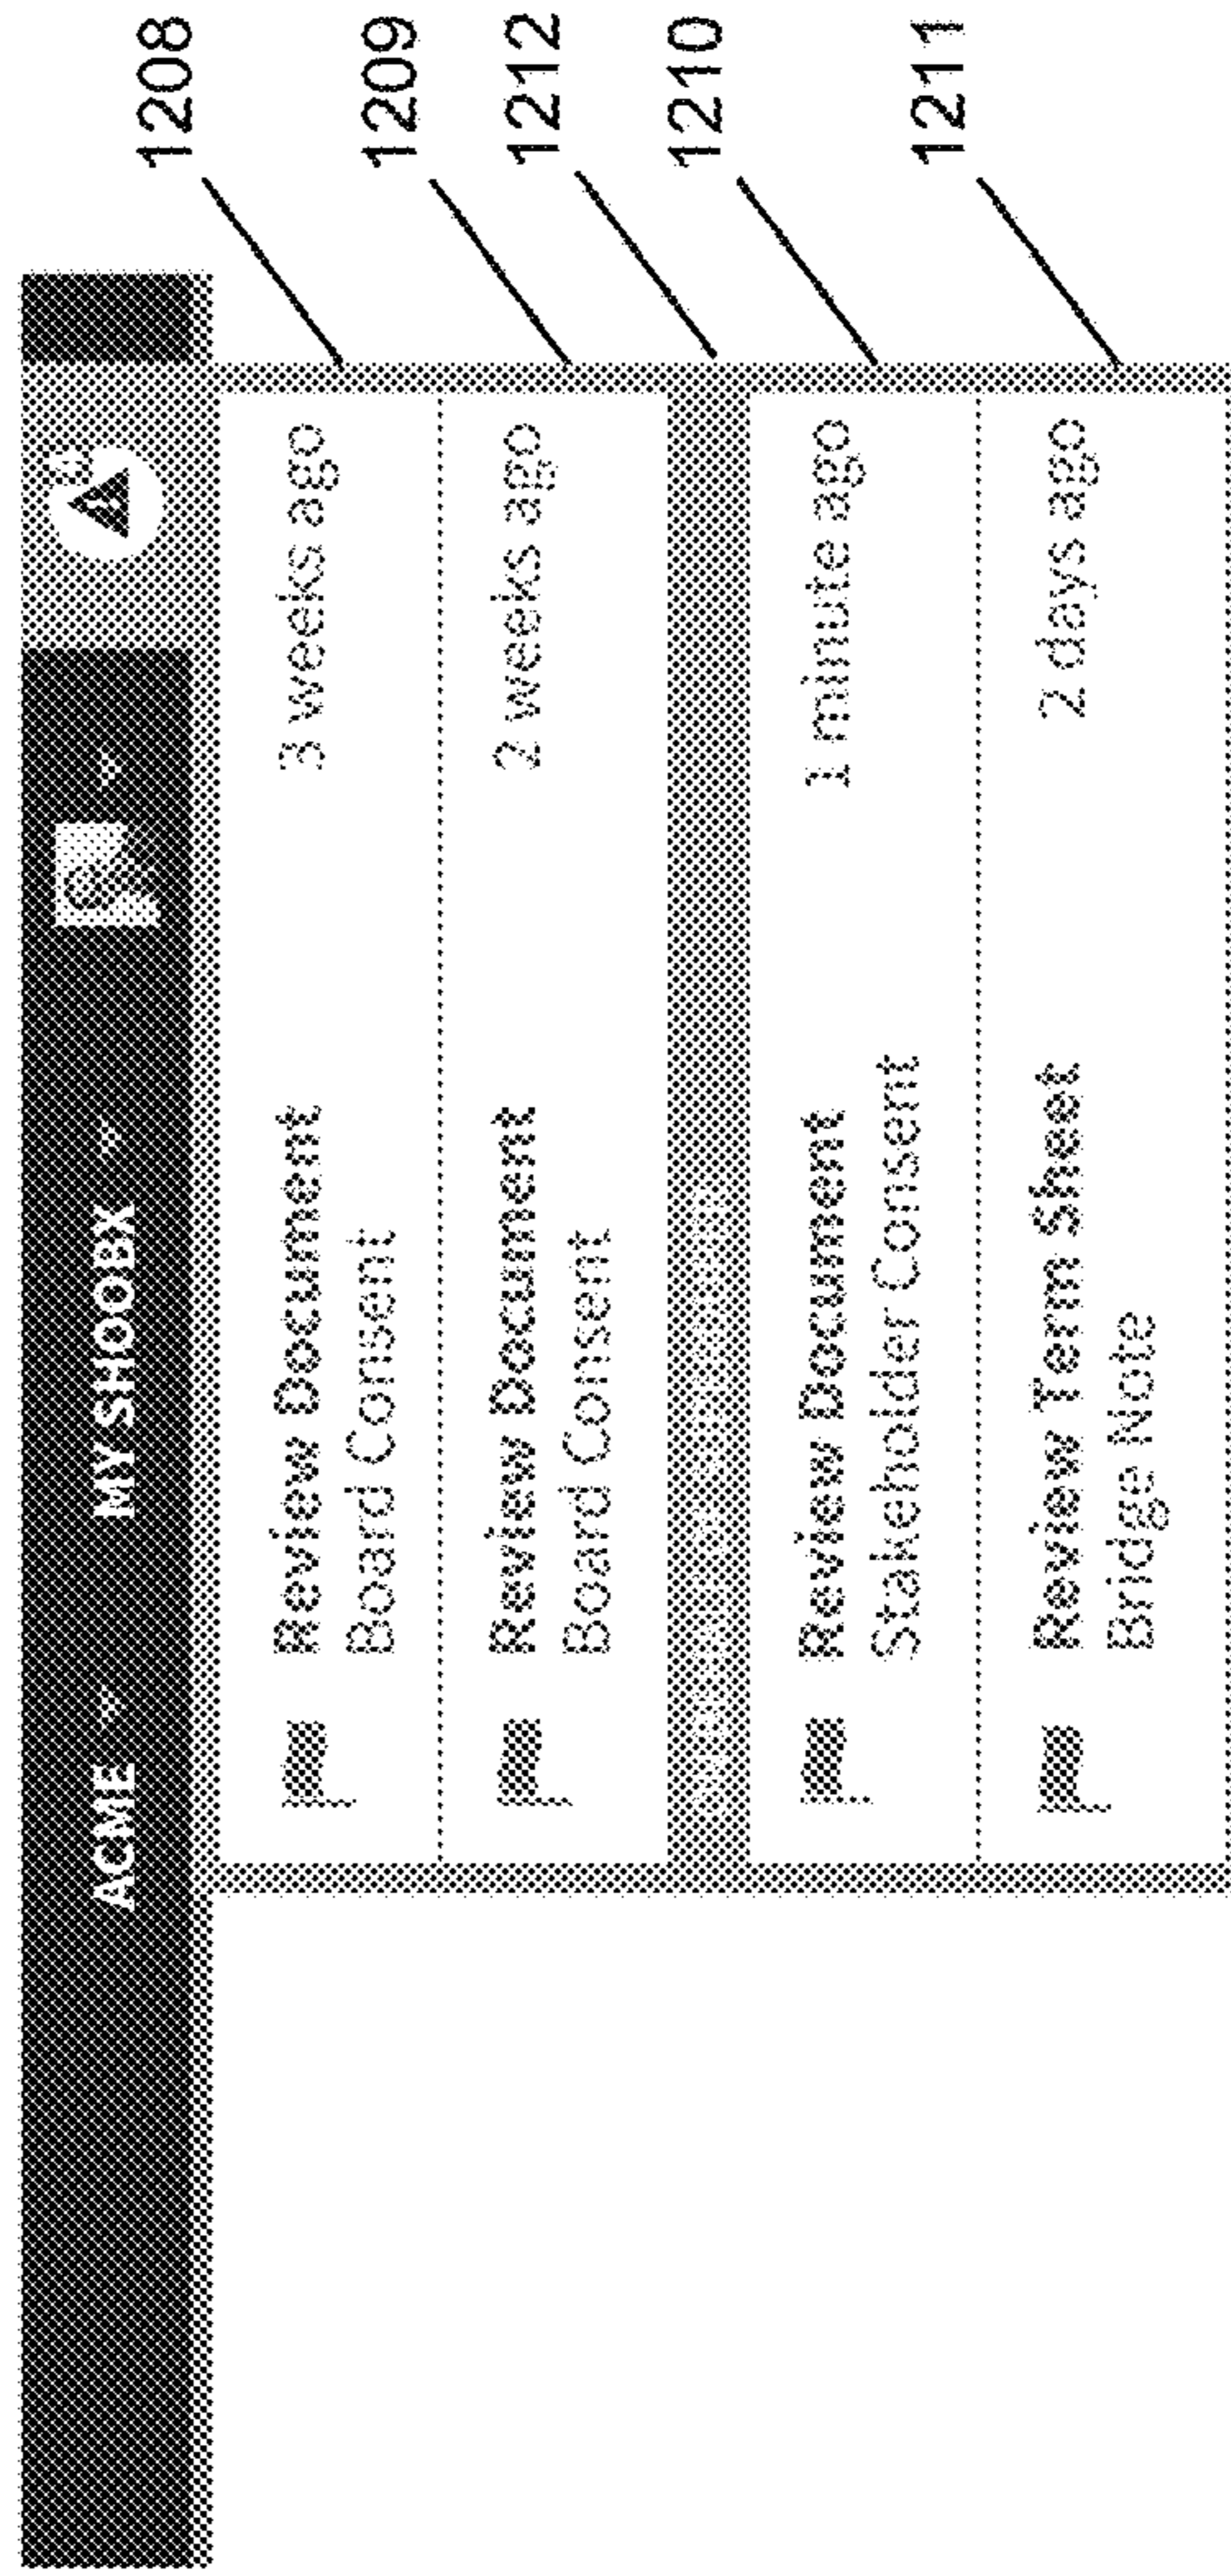 ACME MY SHOOBX
Review Document 3 weeks ago 1208
Board Consent
Review Document 2 weeks ago 1209
Board Consent
1212
Review Document 1 minute ago 1210
Stakeholder Consent
Review Term Sheet 2 days ago 1211
Bridge Note